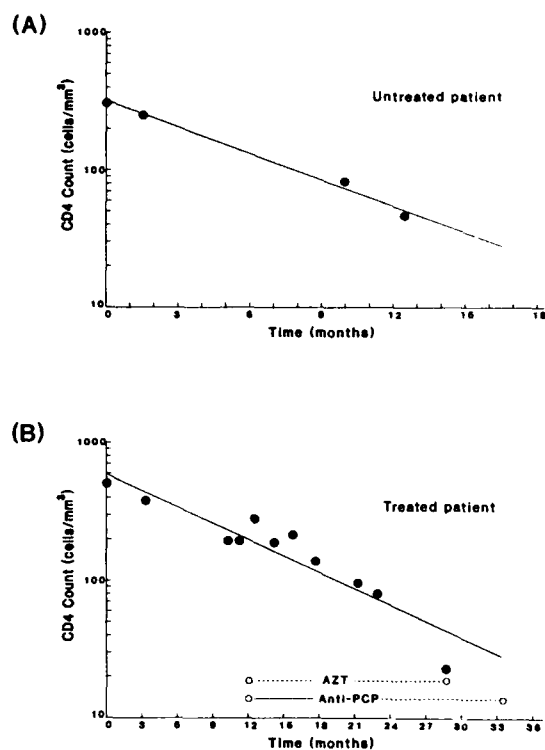 (A)
1000
100
10
CD4 Count (cells/mm³)
Untreated patient
0 3 6 9 12 15 18
Time (months)
(B)
1000
100
10
CD4 Count (cells/mm³)
Treated patient
AZT
Anti-PCP
0 3 6 9 12 15 18 21 24 27 30 33 36
Time (months)